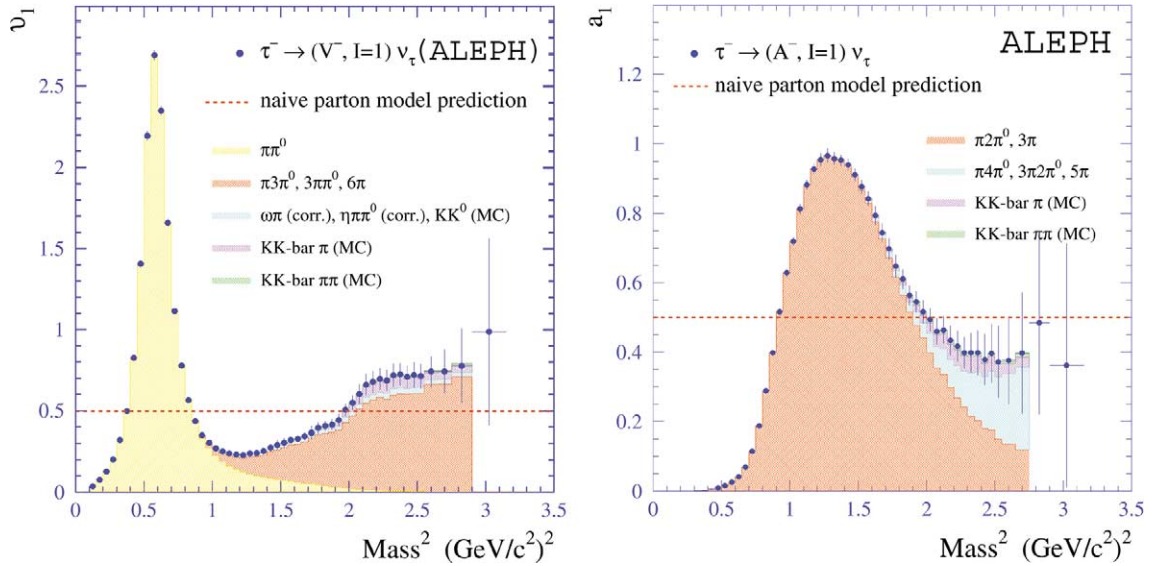 υ₁
τ⁻ → (V⁻, I=1) ν_τ (ALEPH)
naive parton model prediction
ππ⁰
π3π⁰, 3ππ⁰, 6π
ωπ (corr.), ηππ⁰ (corr.), KK⁰ (MC)
KK-bar π (MC)
KK-bar ππ (MC)
2.5
2
1.5
1
0.5
0
0 0.5 1 1.5 2 2.5 3 3.5
Mass² (GeV/c²)²
a₁
ALEPH
τ⁻ → (A⁻, I=1) ν_τ
naive parton model prediction
π2π⁰, 3π
π4π⁰, 3π2π⁰, 5π
KK-bar π (MC)
KK-bar ππ (MC)
1.2
1
0.8
0.6
0.4
0.2
0
0 0.5 1 1.5 2 2.5 3 3.5
Mass² (GeV/c²)²